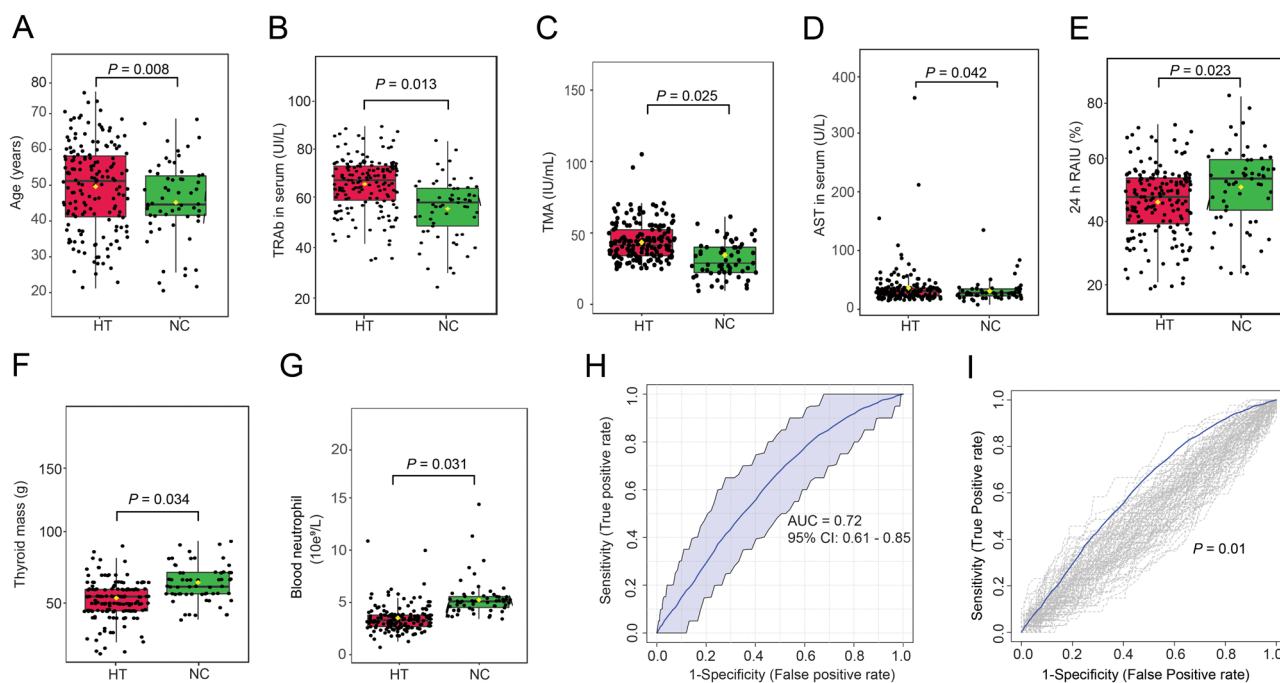 A
Age (years)
80
70
60
50
40
30
20
P = 0.008
HT NC
B
TRAb in serum (UI/L)
100
80
60
40
20
P = 0.013
HT NC
C
TMA (IU/mL)
150
100
50
0
P = 0.025
HT NC
D
AST in serum (U/L)
400
300
200
100
0
P = 0.042
HT NC
E
24 h RAIU (%)
80
60
40
20
P = 0.023
HT NC
F
Thyroid mass (g)
150
100
50
P = 0.034
HT NC
G
Blood neutrophil
(10e⁹/L)
20
15
10
5
0
P = 0.031
HT NC
H
Sensitivity (True positive rate)
1.0
0.8
0.6
0.4
0.2
0.0
AUC = 0.72
95% CI: 0.61 - 0.85
0.0 0.2 0.4 0.6 0.8 1.0
1-Specificity (False positive rate)
I
Sensitivity (True Positive rate)
1.0
0.8
0.6
0.4
0.2
0.0
P = 0.01
0.0 0.2 0.4 0.6 0.8 1.0
1-Specificity (False Positive rate)